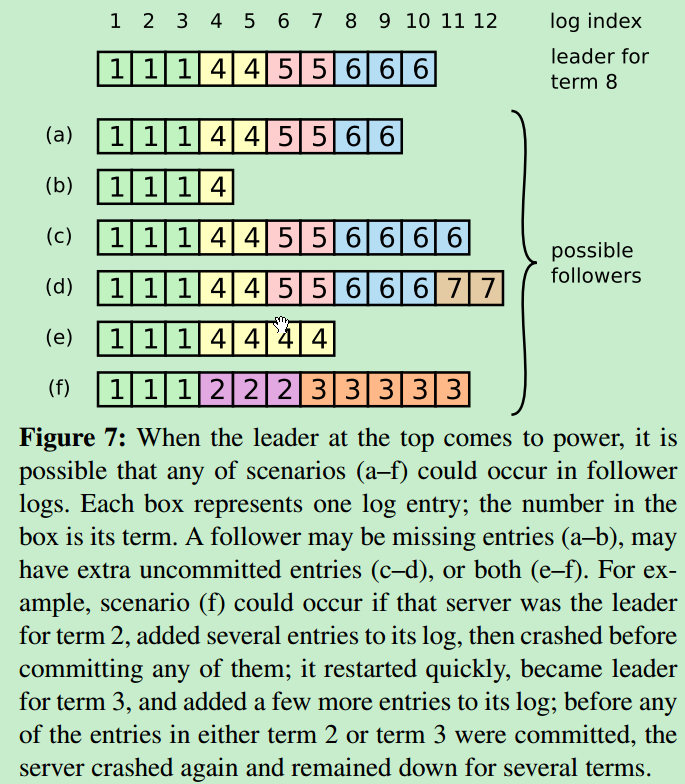 1 2 3 4 5 6 7 8 9 10 11 12 log index
1 1 1 4 4 5 5 6 6 6 leader for
term 8
(a) 1 1 1 4 4 5 5 6 6
(b) 1 1 1 4
(c) 1 1 1 4 4 5 5 6 6 6 6
possible
followers
(d) 1 1 1 4 4 5 5 6 6 6 7 7
(e) 1 1 1 4 4 4 4
(f) 1 1 1 2 2 2 3 3 3 3 3
Figure 7: When the leader at the top comes to power, it is
possible that any of scenarios (a–f) could occur in follower
logs. Each box represents one log entry; the number in the
box is its term. A follower may be missing entries (a–b), may
have extra uncommitted entries (c–d), or both (e–f). For ex-
ample, scenario (f) could occur if that server was the leader
for term 2, added several entries to its log, then crashed before
committing any of them; it restarted quickly, became leader
for term 3, and added a few more entries to its log; before any
of the entries in either term 2 or term 3 were committed, the
server crashed again and remained down for several terms.